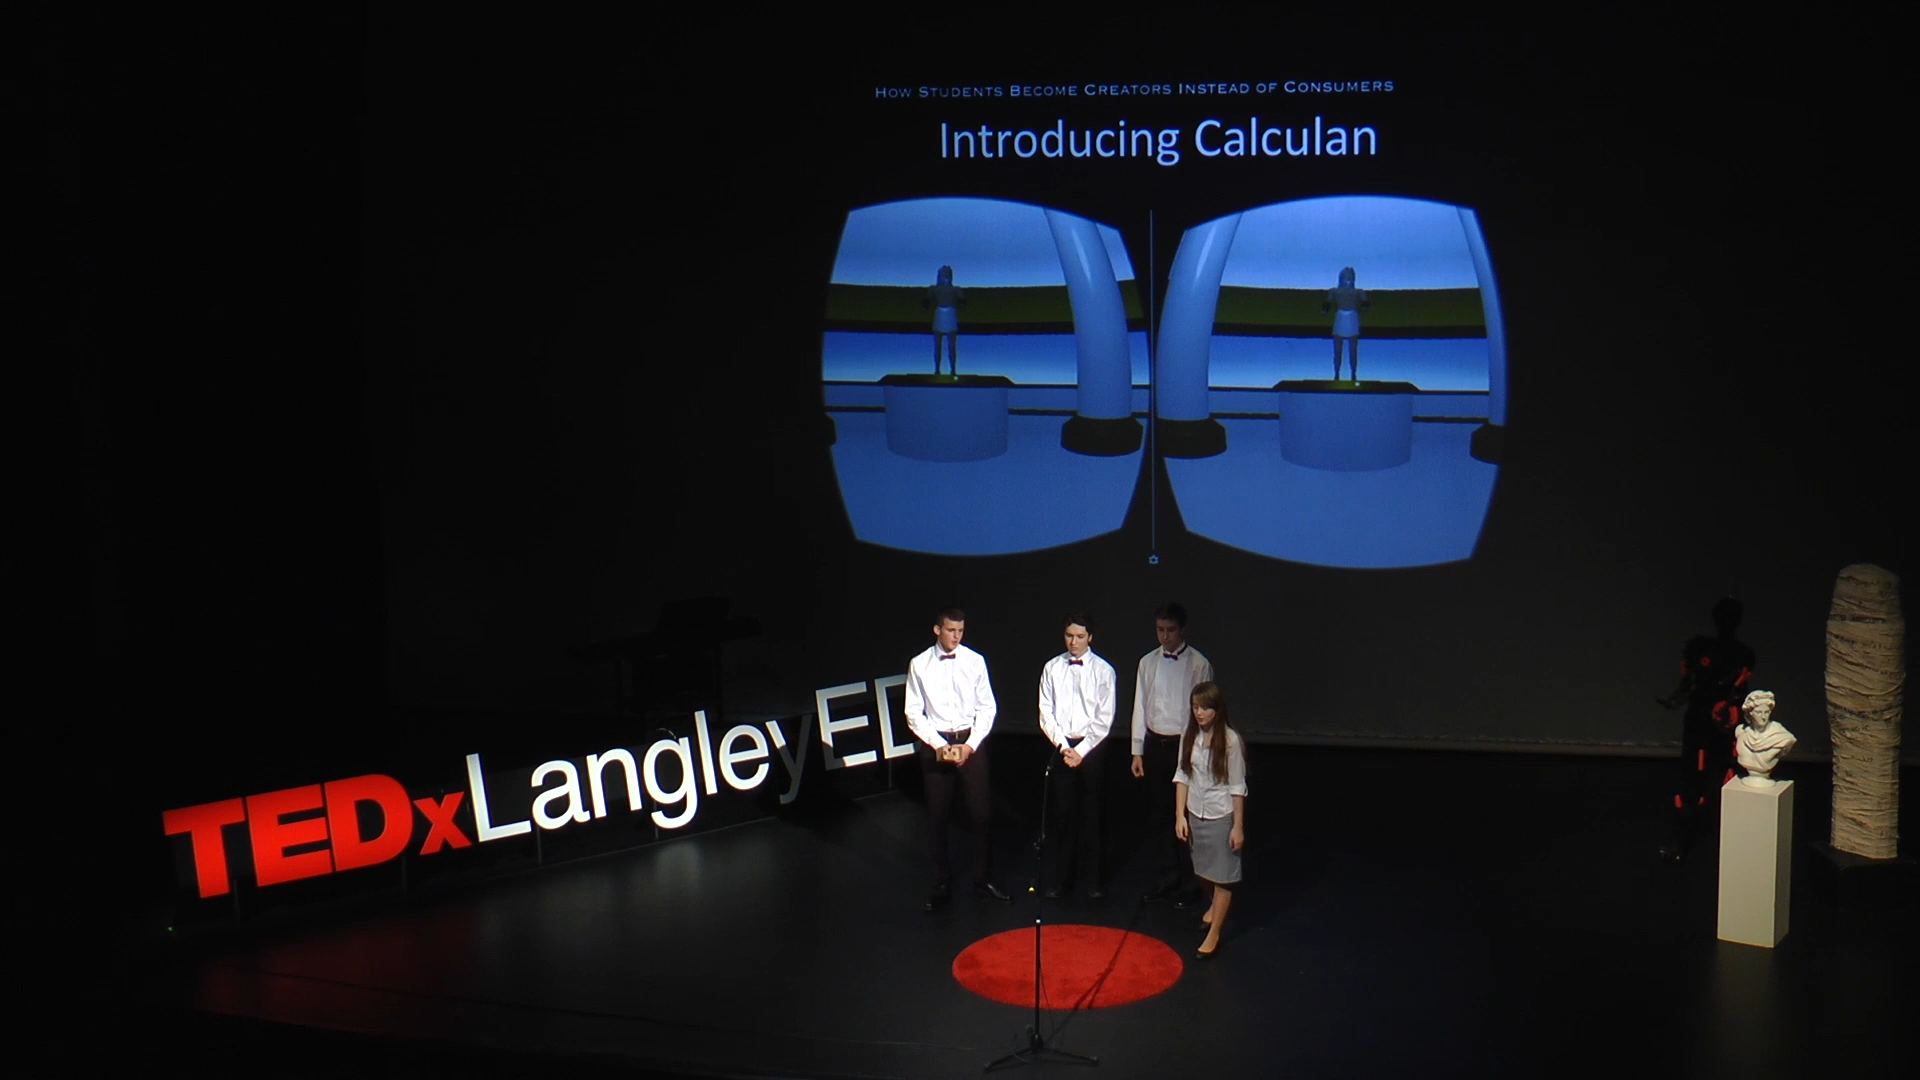 HOW STUDENTS BECOME CREATORS INSTEAD OF CONSUMERS
Introducing Calculan
TEDxLangleyED